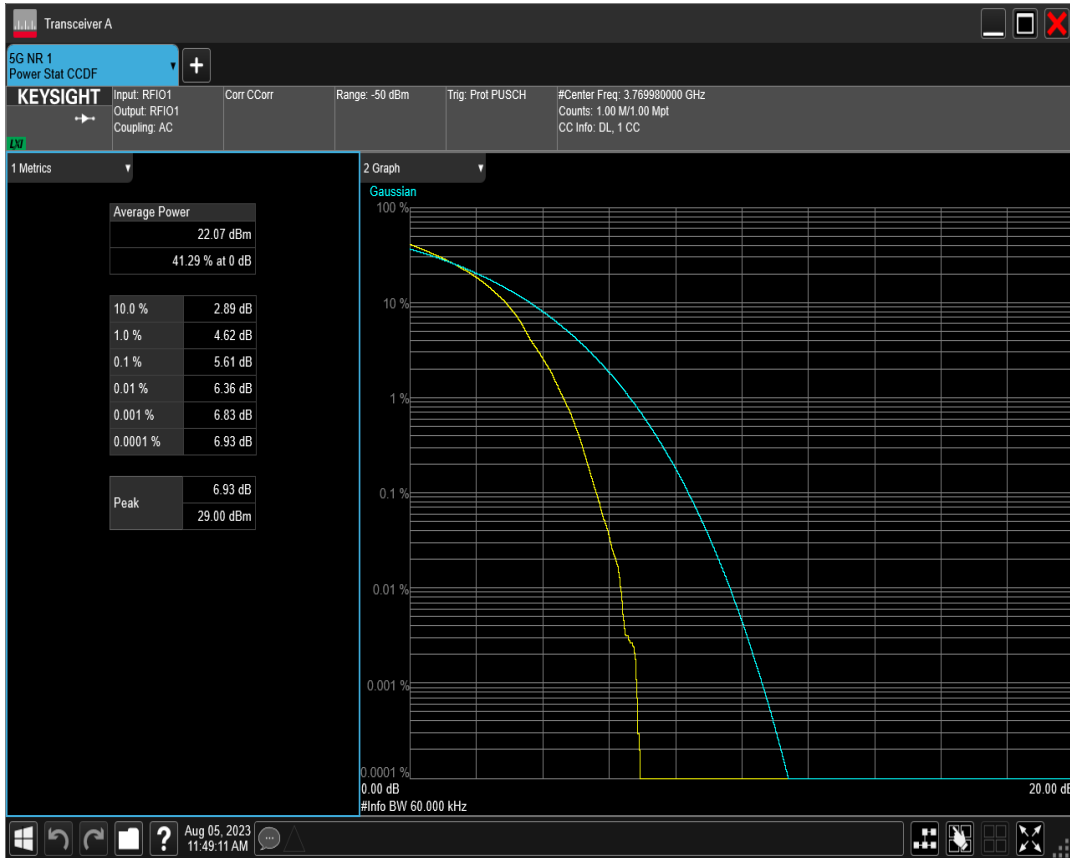 Transceiver A
5G NR 1
Power Stat CCDF
+
KEYSIGHT
LXI
Input: RFIO1
Output: RFIO1
Coupling: AC
Corr CCorr
Range: -50 dBm
Trig: Prot PUSCH
#Center Freq: 3.769980000 GHz
Counts: 1.00 M/1.00 Mpt
CC Info: DL, 1 CC
1 Metrics
Average Power
22.07 dBm
41.29 % at 0 dB
10.0 % 2.89 dB
1.0 % 4.62 dB
0.1 % 5.61 dB
0.01 % 6.36 dB
0.001 % 6.83 dB
0.0001 % 6.93 dB
Peak
6.93 dB
29.00 dBm
2 Graph
Gaussian
100 %
10 %
1 %
0.1 %
0.01 %
0.001 %
0.0001 %
0.00 dB 20.00 dB
#Info BW 60.000 kHz
?
Aug 05, 2023
11:49:11 AM